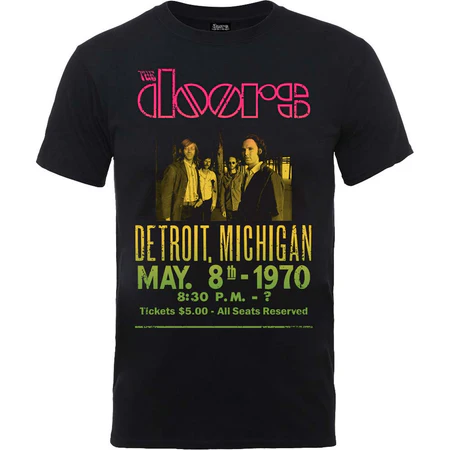 THE
doors
DETROIT, MICHIGAN
MAY. 8th - 1970
8:30 P.M. - ?
Tickets $5.00 - All Seats Reserved